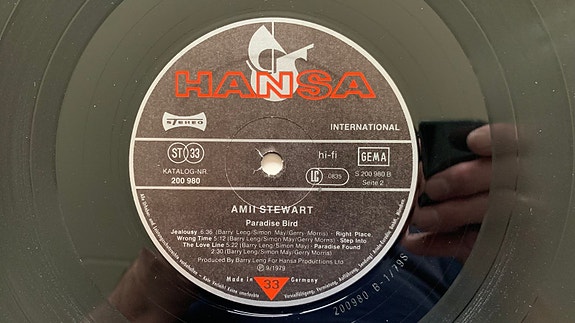 HANSA
STEREO
INTERNATIONAL
ST 33
hi-fi
GEMA
KATALOG-NR.
200 980
LC 0835
S 200 980 B
Seite 2
AMII STEWART
Paradise Bird
Jealousy 6:36 (Barry Leng/Simon May/Gerry Morris) · Right Place,
Wrong Time 5:12 (Barry Leng/Simon May/Gerry Morris) · Step Into
The Love Line 5:22 (Barry Leng/Simon May) · Paradise Found
2:30 (Barry Leng/Simon May/Gerry Morris)
Produced By Barry Leng For Hansa Productions Ltd
Ⓟ 9/1979
Made in Germany
33
200980 B-1/79S